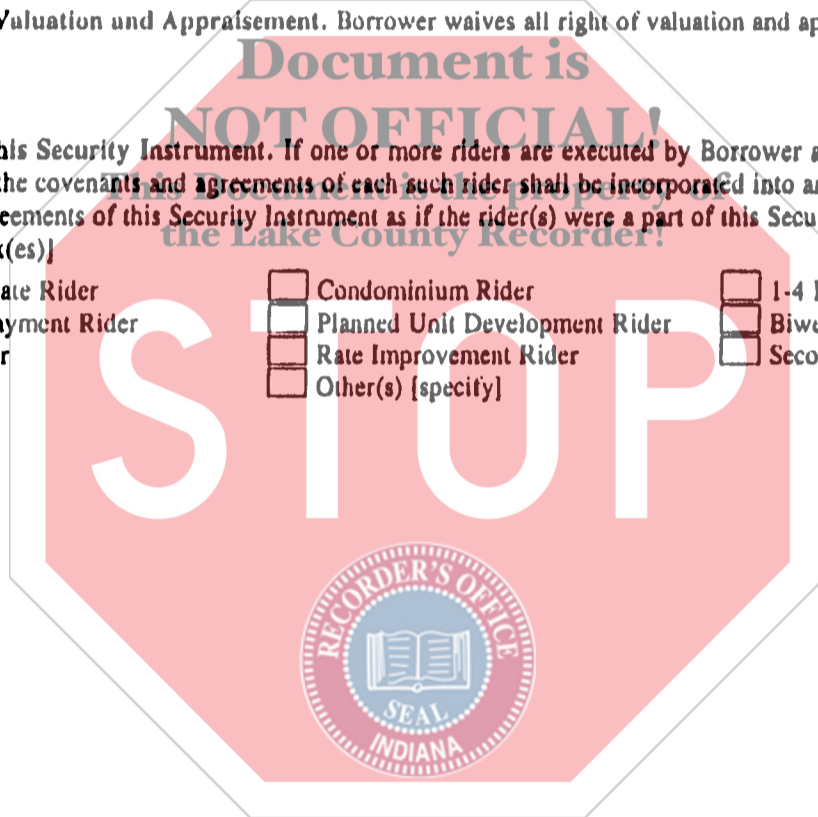 Valuation und Appraisement. Borrower waives all right of valuation and ap
Document is
NOT OFFICIAL!
his Security Instrument. If one or more riders are executed by Borrower a
This Document is the property of
he covenants and agreements of each such rider shall be incorporated into a
eements of this Security Instrument as if the rider(s) were a part of this Secu
the Lake County Recorder!
(es)]
ate Rider Condominium Rider 1-4
ayment Rider Planned Unit Development Rider Biwe
r Rate Improvement Rider Seco
Other(s) [specify]
STOP
RECORDER'S OFFICE
SEAL
INDIANA